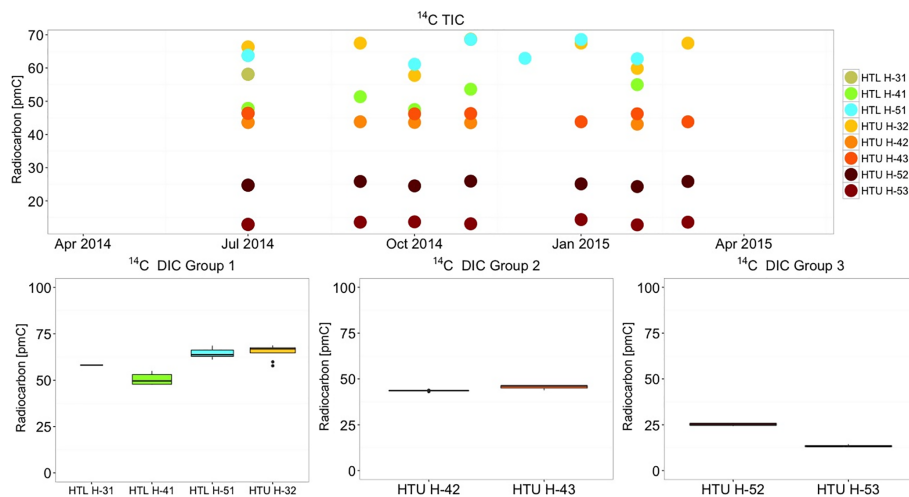 ¹⁴C TIC
Radiocarbon [pmC]
70
60
50
40
30
20
Apr 2014
Jul 2014
Oct 2014
Jan 2015
Apr 2015
HTL H-31
HTL H-41
HTL H-51
HTU H-32
HTU H-42
HTU H-43
HTU H-52
HTU H-53
¹⁴C DIC Group 1
Radiocarbon [pmC]
100
75
50
25
0
HTL H-31
HTL H-41
HTL H-51
HTU H-32
¹⁴C DIC Group 2
Radiocarbon [pmC]
100
75
50
25
0
HTU H-42
HTU H-43
¹⁴C DIC Group 3
Radiocarbon [pmC]
100
75
50
25
0
HTU H-52
HTU H-53